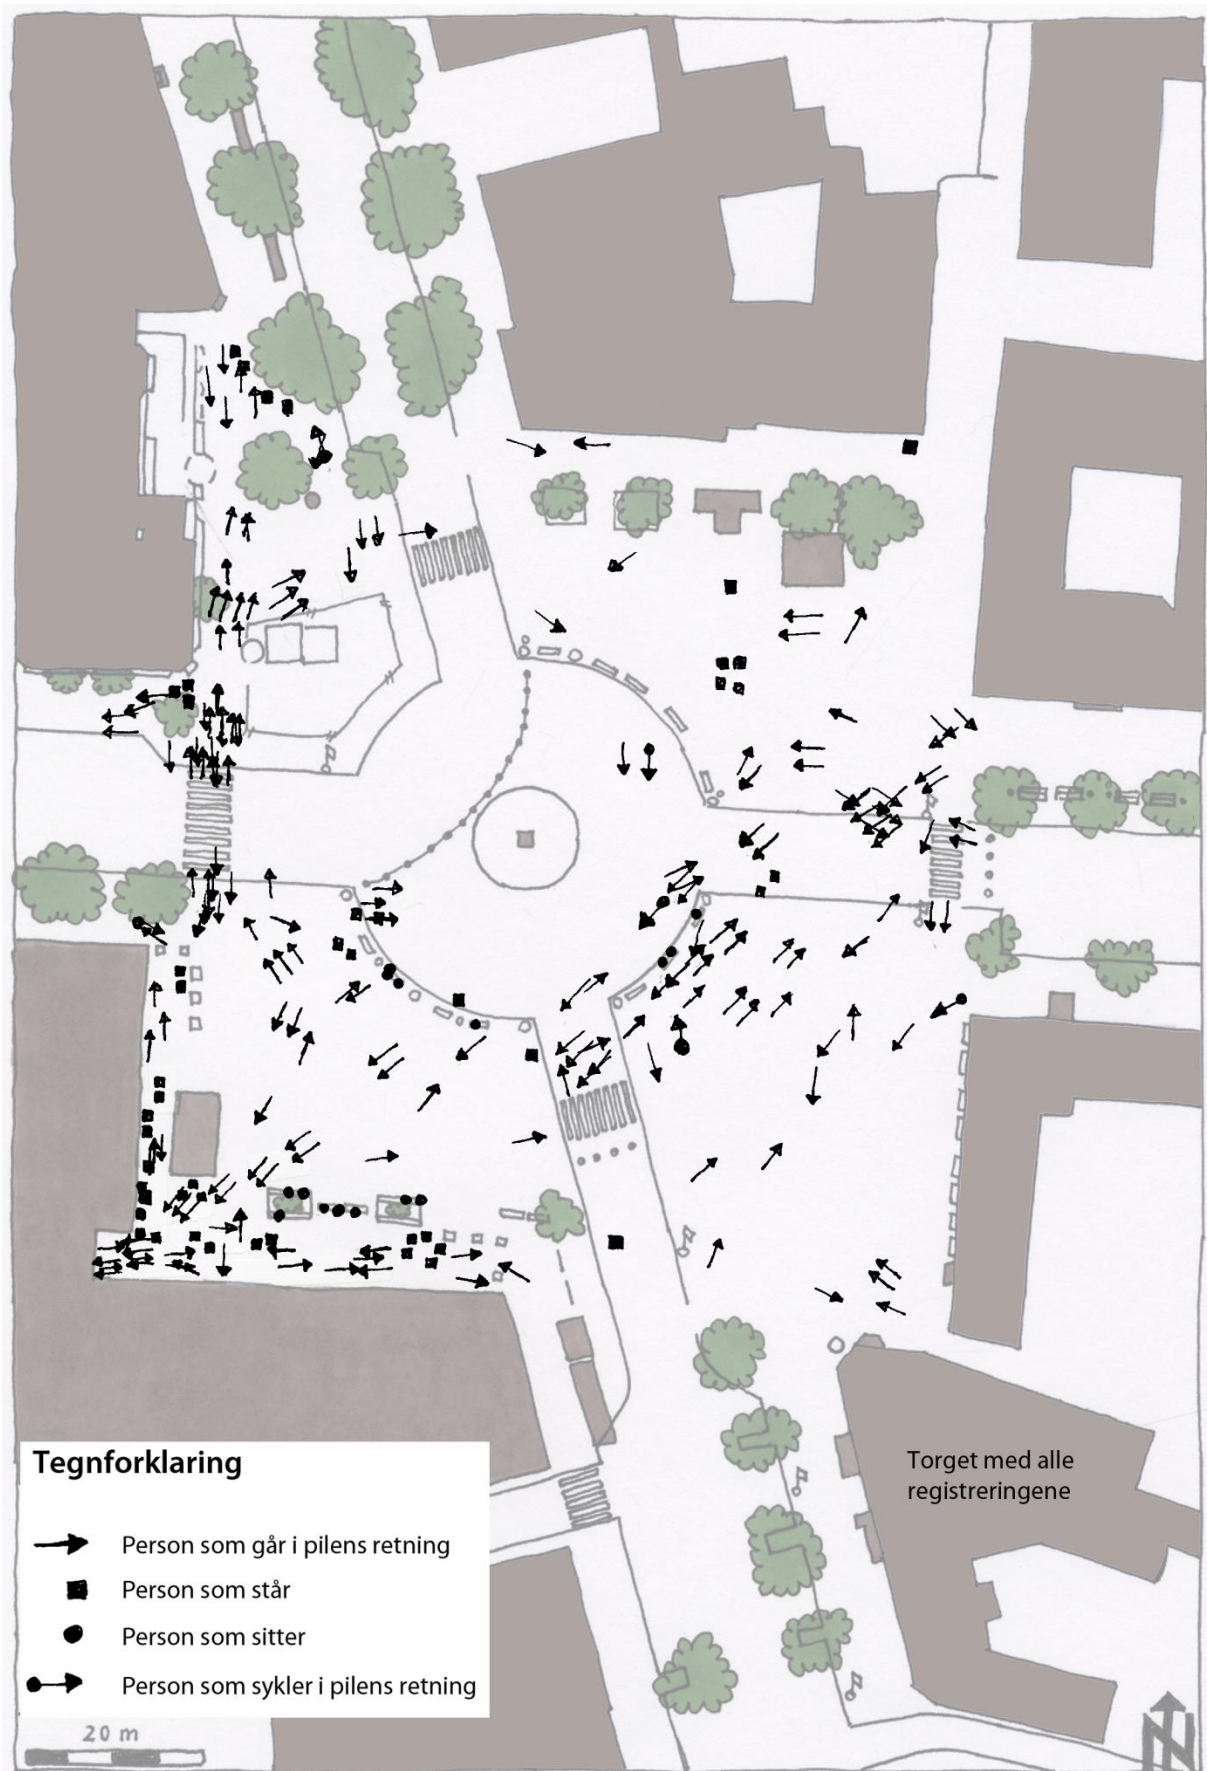 Torget med alle
registreringene
Tegnforklaring
Person som går i pilens retning
Person som står
Person som sitter
Person som sykler i pilens retning
20 m
N